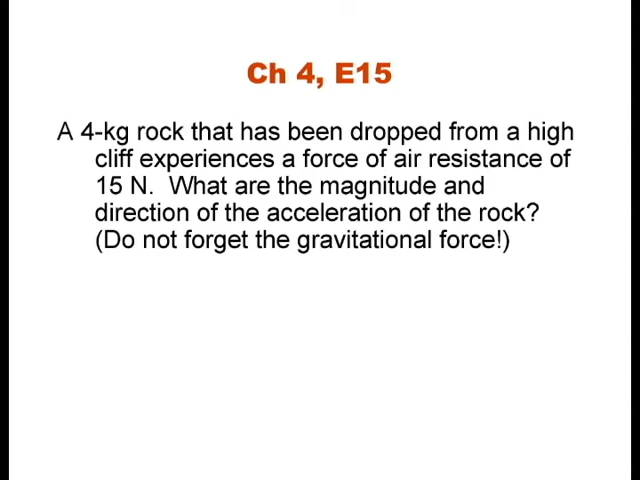 Ch 4, E15
A 4-kg rock that has been dropped from a high
cliff experiences a force of air resistance of
15 N.  What are the magnitude and
direction of the acceleration of the rock?
(Do not forget the gravitational force!)